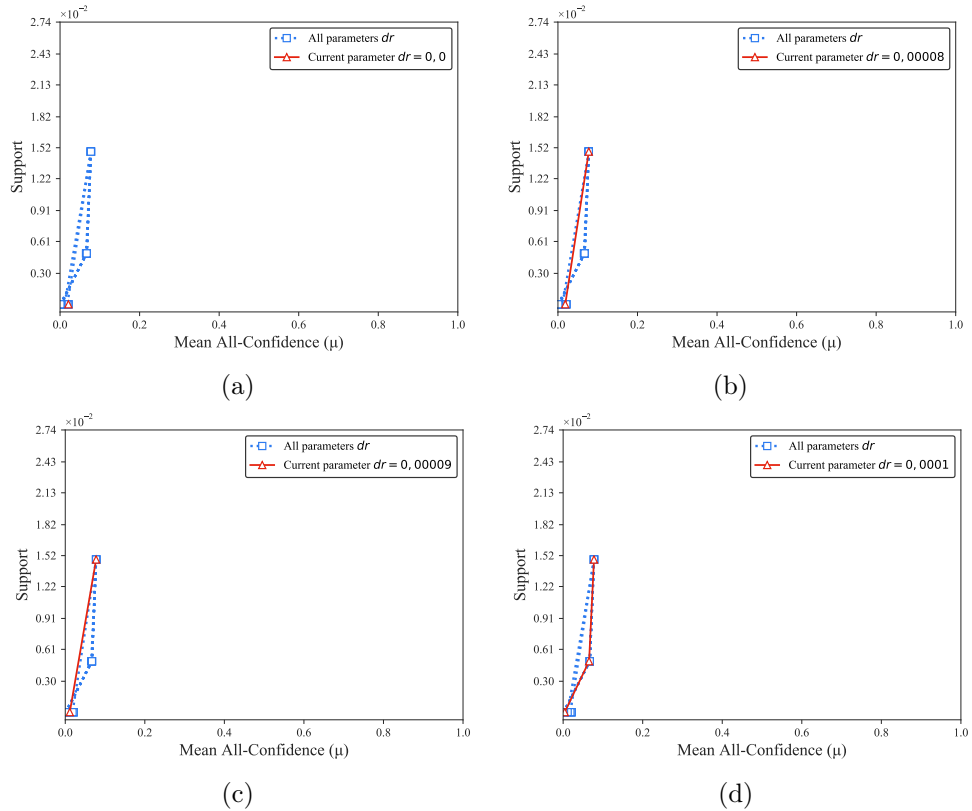 ×10⁻²
2.74
2.43
2.13
1.82
1.52
1.22
0.91
0.61
0.30
Support
All parameters dr
Current parameter dr = 0, 0
0.0 0.2 0.4 0.6 0.8 1.0
Mean All-Confidence (μ)
(a)
×10⁻²
2.74
2.43
2.13
1.82
1.52
1.22
0.91
0.61
0.30
Support
All parameters dr
Current parameter dr = 0, 00008
0.0 0.2 0.4 0.6 0.8 1.0
Mean All-Confidence (μ)
(b)
×10⁻²
2.74
2.43
2.13
1.82
1.52
1.22
0.91
0.61
0.30
Support
All parameters dr
Current parameter dr = 0, 00009
0.0 0.2 0.4 0.6 0.8 1.0
Mean All-Confidence (μ)
(c)
×10⁻²
2.74
2.43
2.13
1.82
1.52
1.22
0.91
0.61
0.30
Support
All parameters dr
Current parameter dr = 0, 0001
0.0 0.2 0.4 0.6 0.8 1.0
Mean All-Confidence (μ)
(d)